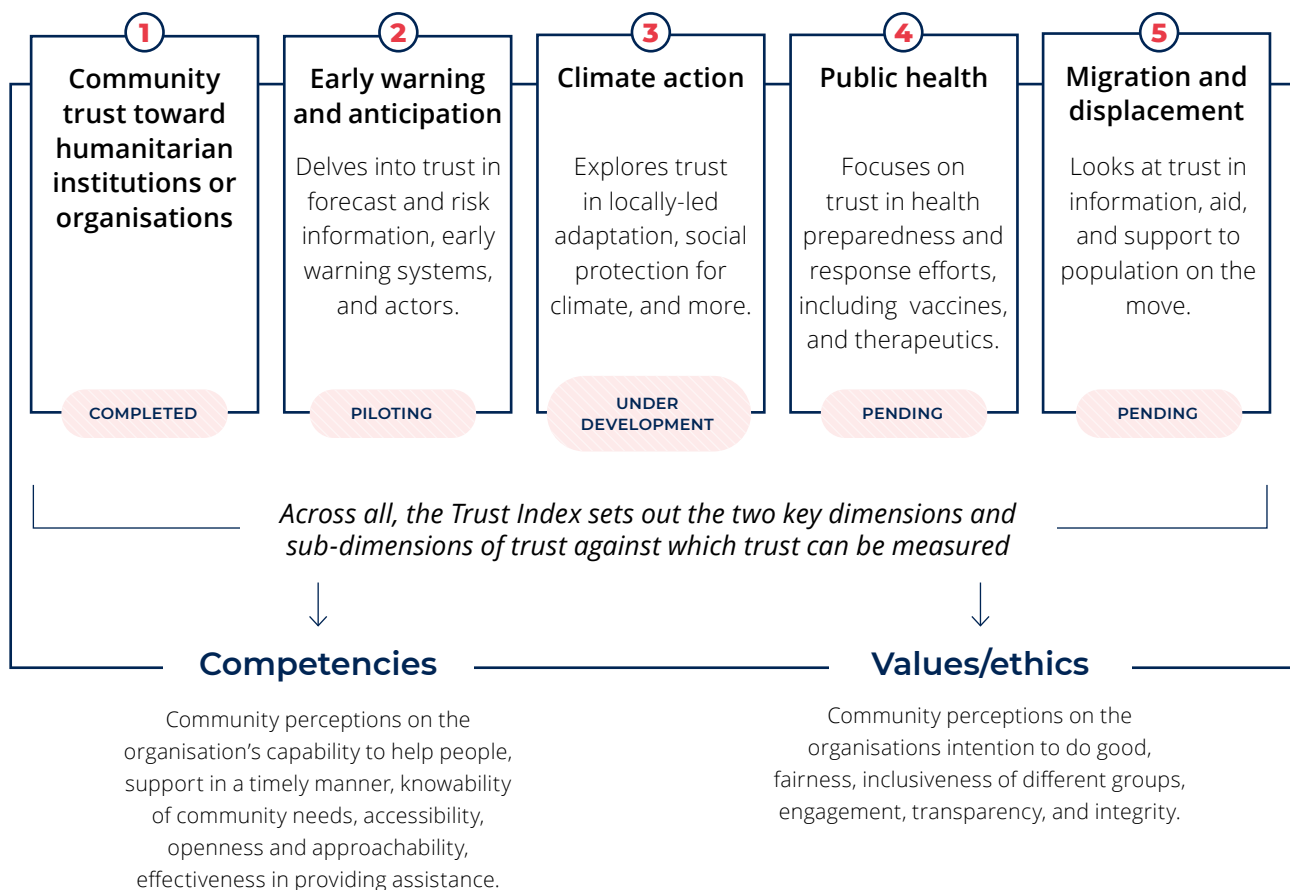 1
Community
trust toward
humanitarian
institutions or
organisations
COMPLETED
2
Early warning
and anticipation
Delves into trust in
forecast and risk
information, early
warning systems,
and actors.
PILOTING
3
Climate action
Explores trust
in locally-led
adaptation, social
protection for
climate, and more.
UNDER
DEVELOPMENT
4
Public health
Focuses on
trust in health
preparedness and
response efforts,
including vaccines,
and therapeutics.
PENDING
5
Migration and
displacement
Looks at trust in
information, aid,
and support to
population on the
move.
PENDING
Across all, the Trust Index sets out the two key dimensions and
sub-dimensions of trust against which trust can be measured
Competencies
Community perceptions on the
organisation’s capability to help people,
support in a timely manner, knowability
of community needs, accessibility,
openness and approachability,
effectiveness in providing assistance.
Values/ethics
Community perceptions on the
organisations intention to do good,
fairness, inclusiveness of different groups,
engagement, transparency, and integrity.